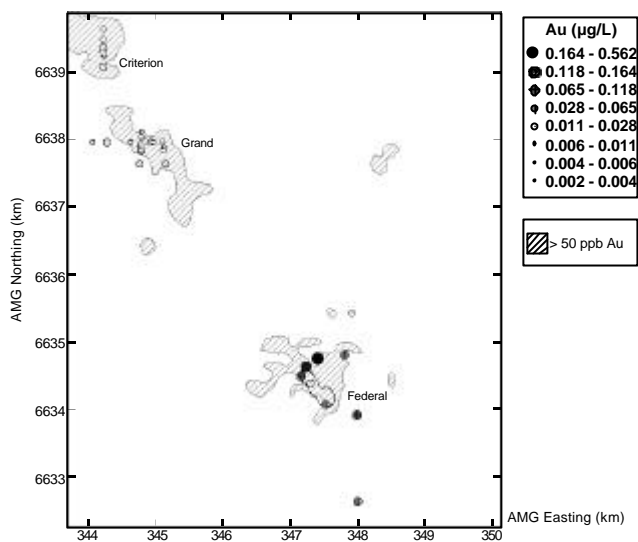 Au (µg/L)
0.164 - 0.562
0.118 - 0.164
0.065 - 0.118
0.028 - 0.065
0.011 - 0.028
0.006 - 0.011
0.004 - 0.006
0.002 - 0.004
> 50 ppb Au
Criterion
Grand
Federal
AMG Northing (km)
6639
6638
6637
6636
6635
6634
6633
344
345
346
347
348
349
350
AMG Easting (km)